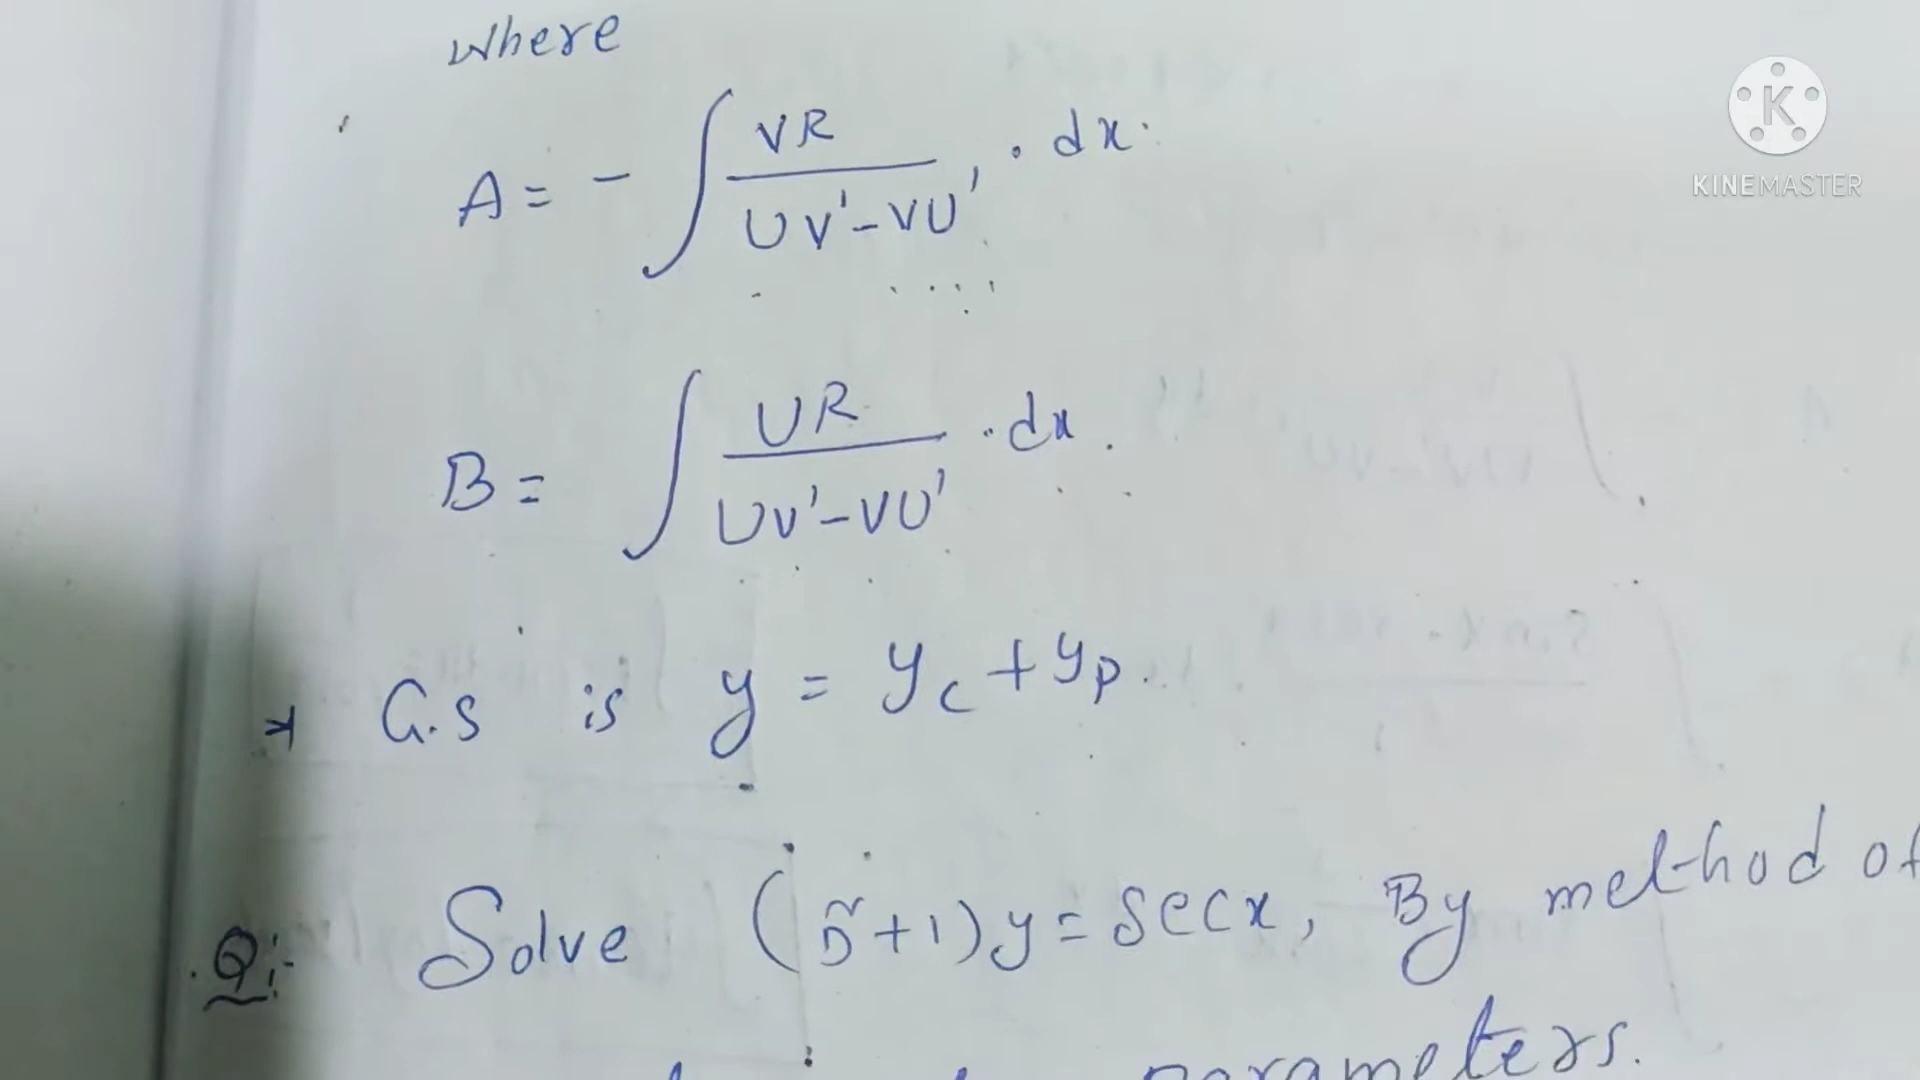 where
A = - ∫ VR / UV' - VU' . dx.
B = ∫ UR / UV' - VU' . dx.
* G.S is y = y_c + y_p.
Q:- Solve (D̃+1)y = secx, By method of
parameters.
K
KINEMASTER